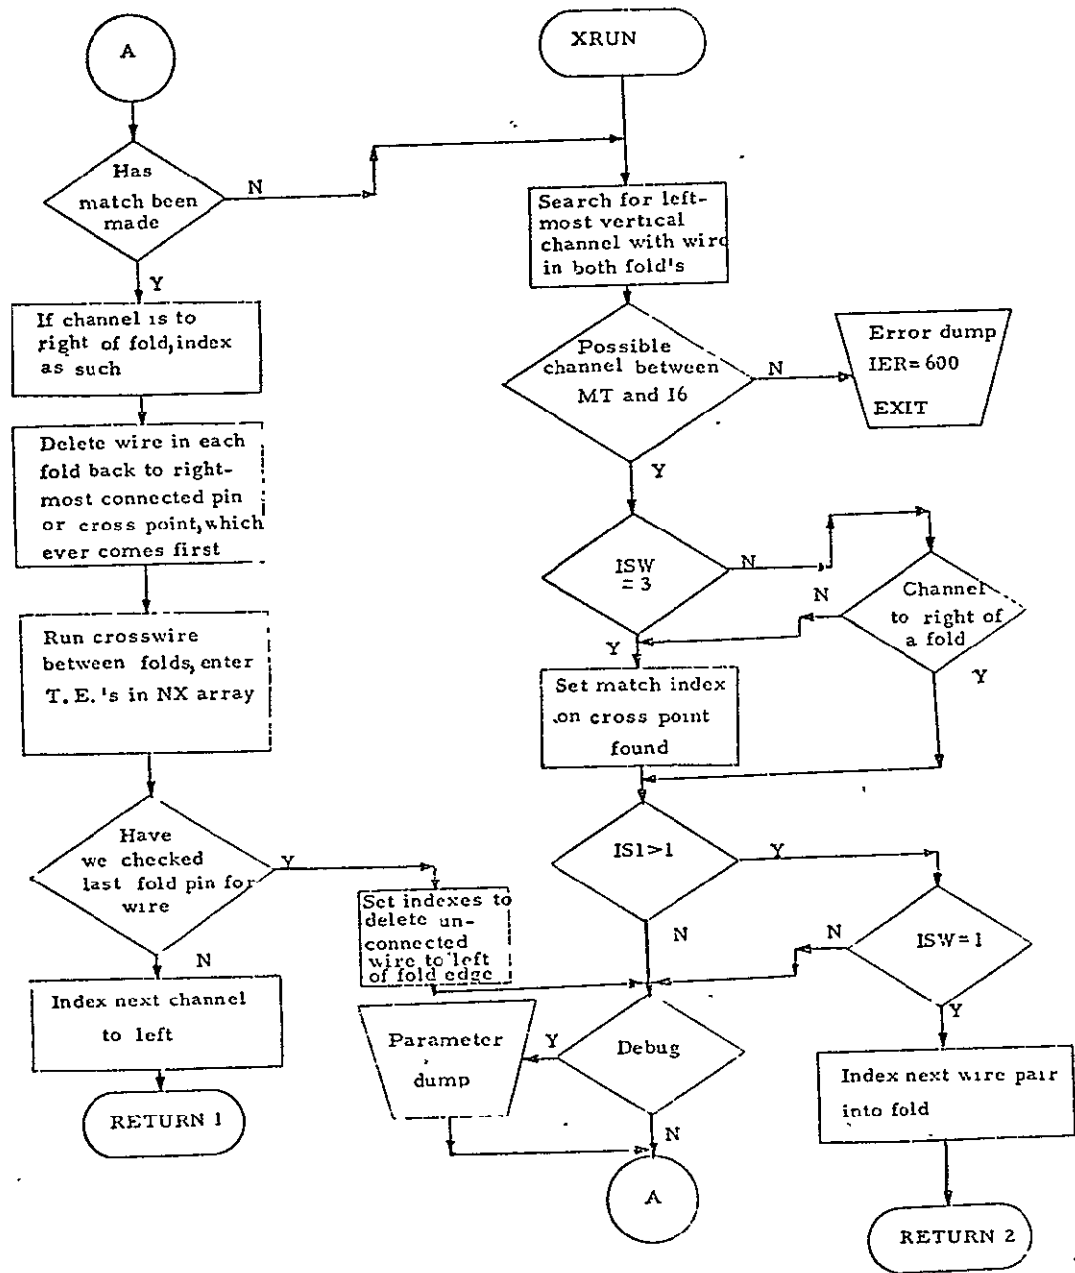 A
Has
match been
made
N
Y
If channel is to
right of fold, index
as such
Delete wire in each
fold back to right-
most connected pin
or cross point, which
ever comes first
Run crosswire
between folds, enter
T.E.'s in NX array
Have
we checked
last fold pin for
wire
Y
N
Index next channel
to left
RETURN 1
Set indexes to
delete un-
connected
wire to left
of fold edge
XRUN
Search for left-
most vertical
channel with wire
in both fold's
Possible
channel between
MT and I6
N
Error dump
IER=600
EXIT
Y
ISW
= 3
N
Channel
to right of
a fold
N
Y
Y
Set match index
on cross point
found
IS1>1
Y
N
ISW=1
N
Y
Debug
Y
Parameter
dump
N
A
Index next wire pair
into fold
RETURN 2